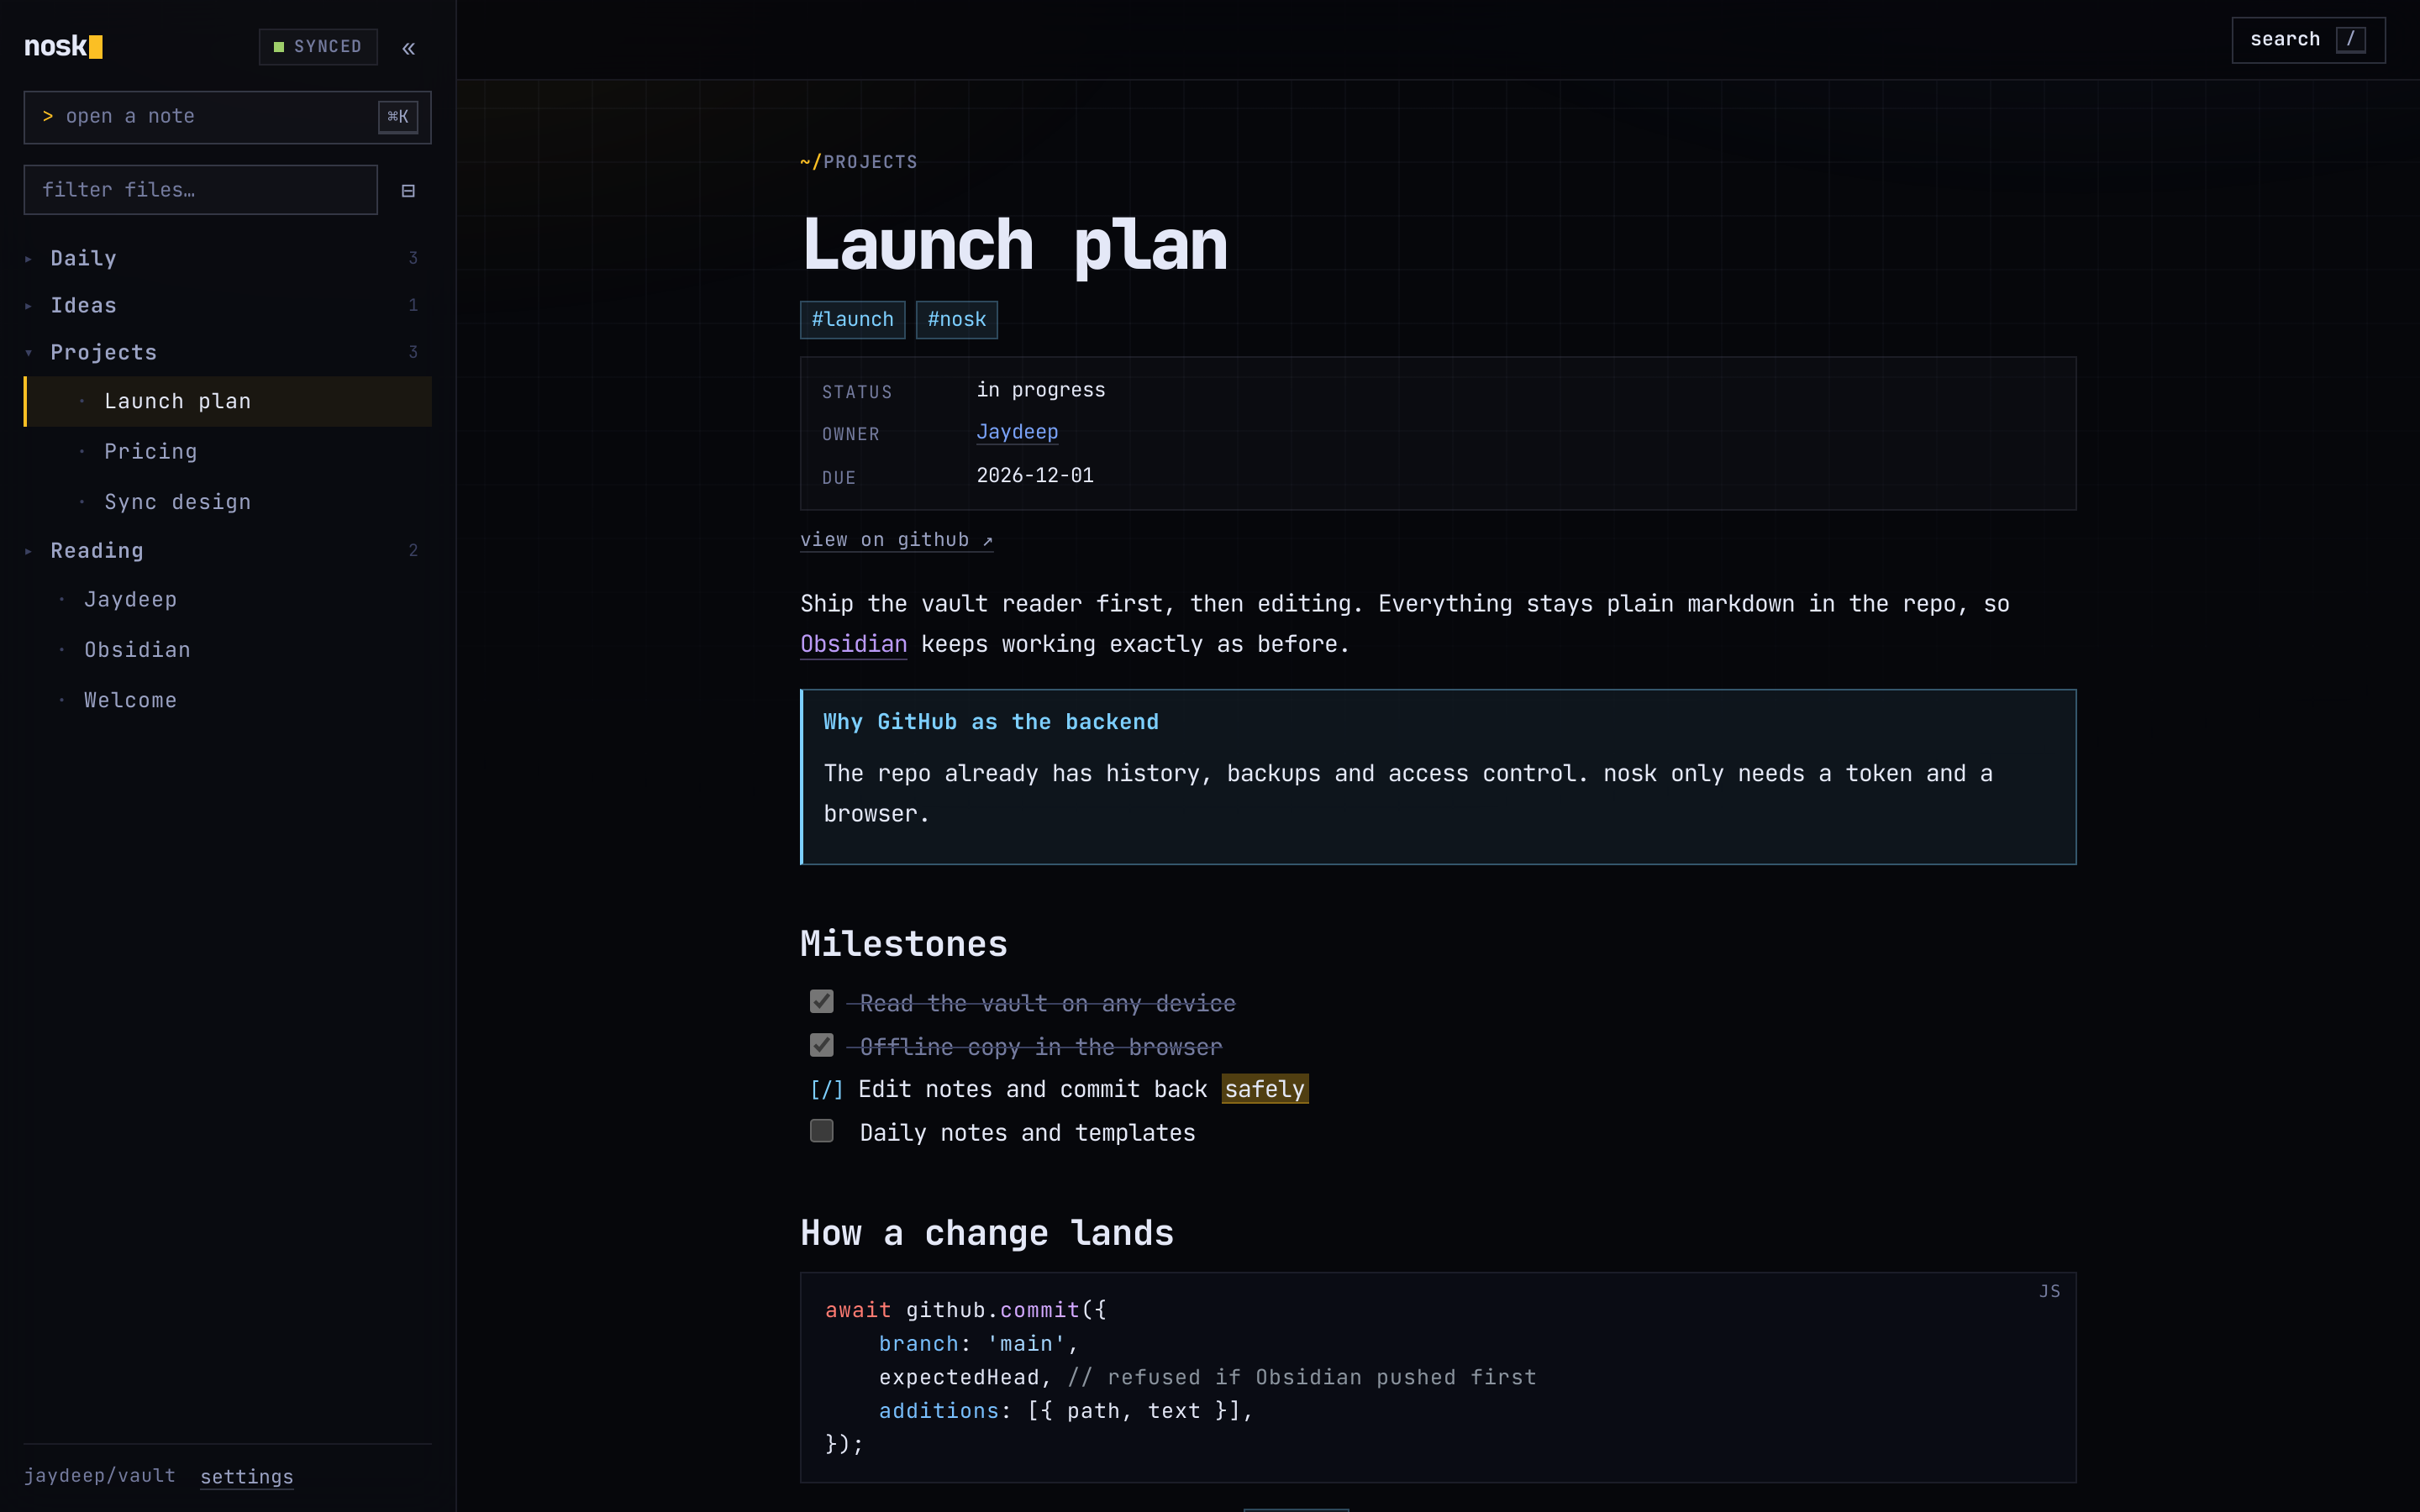 nosk
SYNCED «
> open a note ⌘K
filter files…
Daily 3
Ideas 1
Projects 3
Launch plan
Pricing
Sync design
Reading 2
Jaydeep
Obsidian
Welcome
jaydeep/vault settings
search /
~/PROJECTS
Launch plan
#launch #nosk
STATUS in progress
OWNER Jaydeep
DUE 2026-12-01
view on github ↗
Ship the vault reader first, then editing. Everything stays plain markdown in the repo, so
Obsidian keeps working exactly as before.
Why GitHub as the backend
The repo already has history, backups and access control. nosk only needs a token and a
browser.
Milestones
Read the vault on any device
Offline copy in the browser
[/] Edit notes and commit back safely
Daily notes and templates
How a change lands
JS
await github.commit({
    branch: 'main',
    expectedHead, // refused if Obsidian pushed first
    additions: [{ path, text }],
});